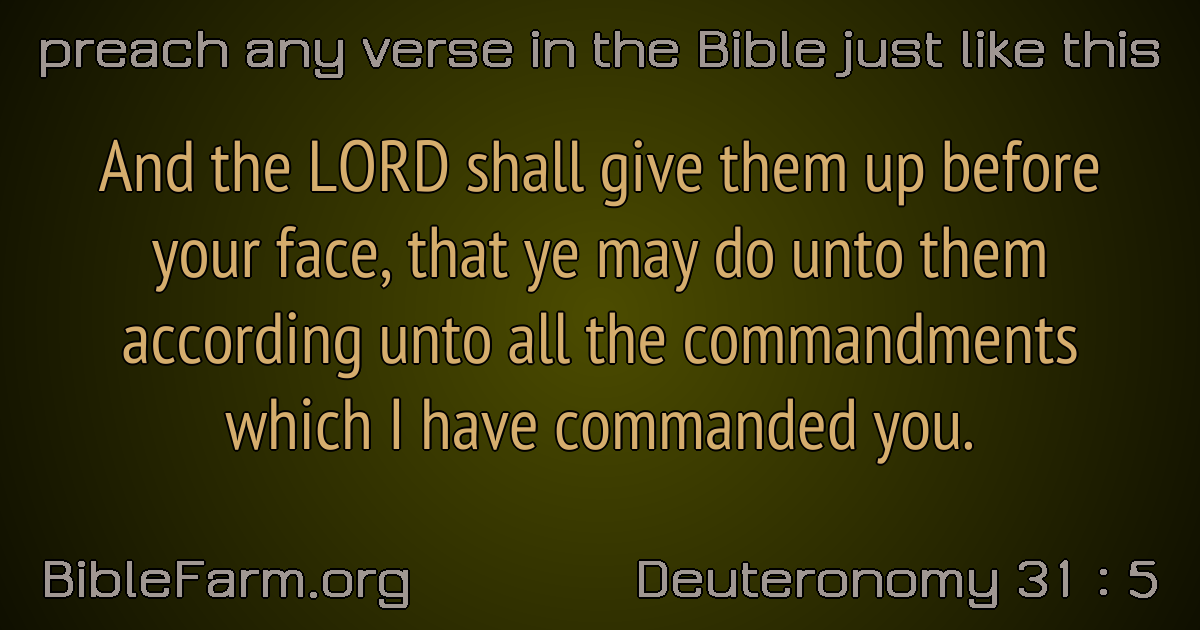 preach any verse in the Bible just like this
And the LORD shall give them up before
your face, that ye may do unto them
according unto all the commandments
which I have commanded you.
BibleFarm.org
Deuteronomy 31 : 5